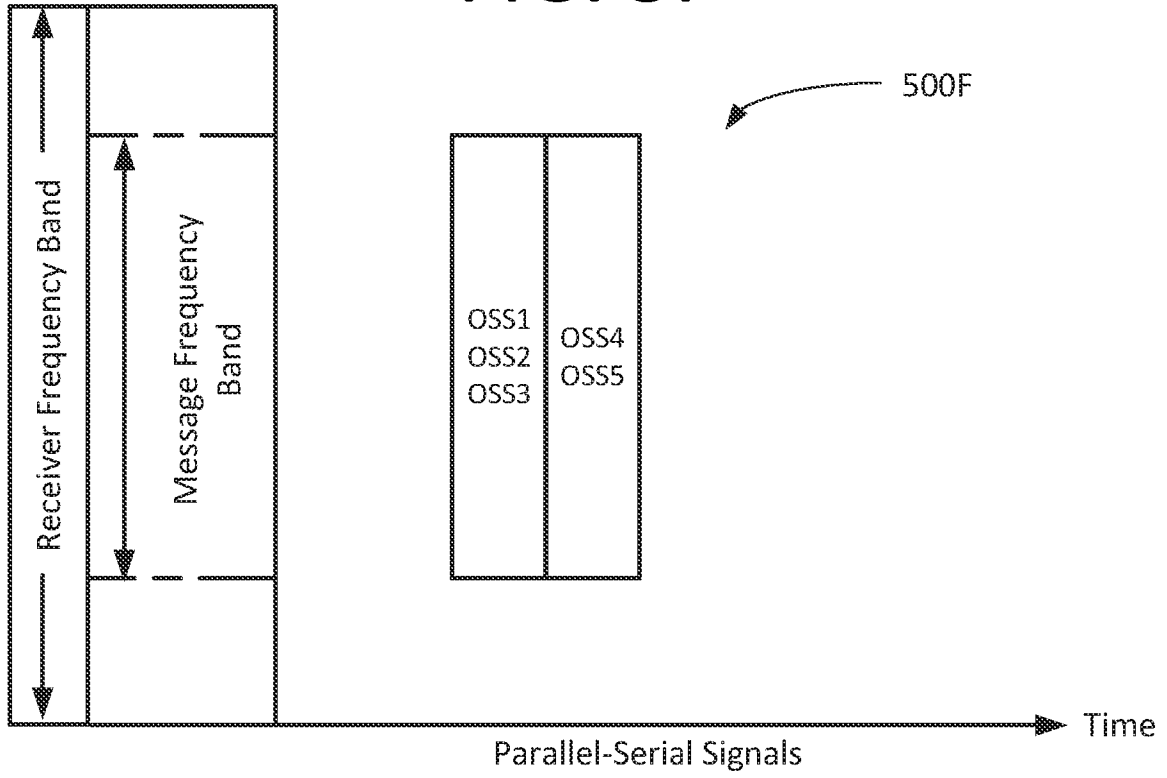 500F
Receiver Frequency Band
Message Frequency
Band
OSS1
OSS2
OSS3
OSS4
OSS5
Time
Parallel-Serial Signals